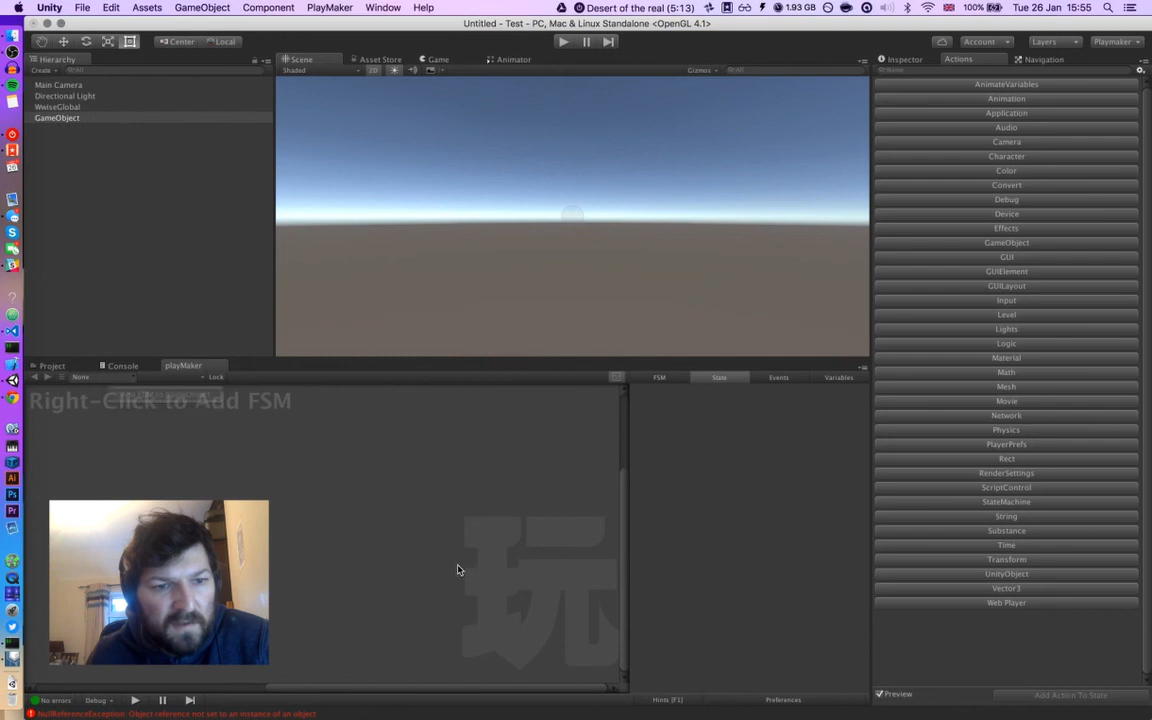 Unity File Edit Assets GameObject Component PlayMaker Window Help Desert of the real (5:13) 1.93 GB 100% Tue 26 Jan 15:55
Untitled - Test - PC, Mac & Linux Standalone <OpenGL 4.1>
Center Local Account Layers Playmaker
Hierarchy
Create All
Main Camera
Directional Light
WwiseGlobal
GameObject
Scene Asset Store Game Animator
Shaded 2D Gizmos All
Inspector Actions Navigation
AnimateVariables
Animation
Application
Audio
Camera
Character
Color
Convert
Debug
Device
Effects
GameObject
GUI
GUIElement
GUILayout
Input
Level
Lights
Logic
Material
Math
Mesh
Movie
Network
Physics
PlayerPrefs
Rect
RenderSettings
ScriptControl
StateMachine
String
Substance
Time
Transform
UnityObject
Vector3
Web Player
Preview Add Action To State
Project Console playMaker
None Lock
FSM State Events Variables
Right-Click to Add FSM
玩
No errors Debug
Hints [F1] Preferences
NullReferenceException: Object reference not set to an instance of an object